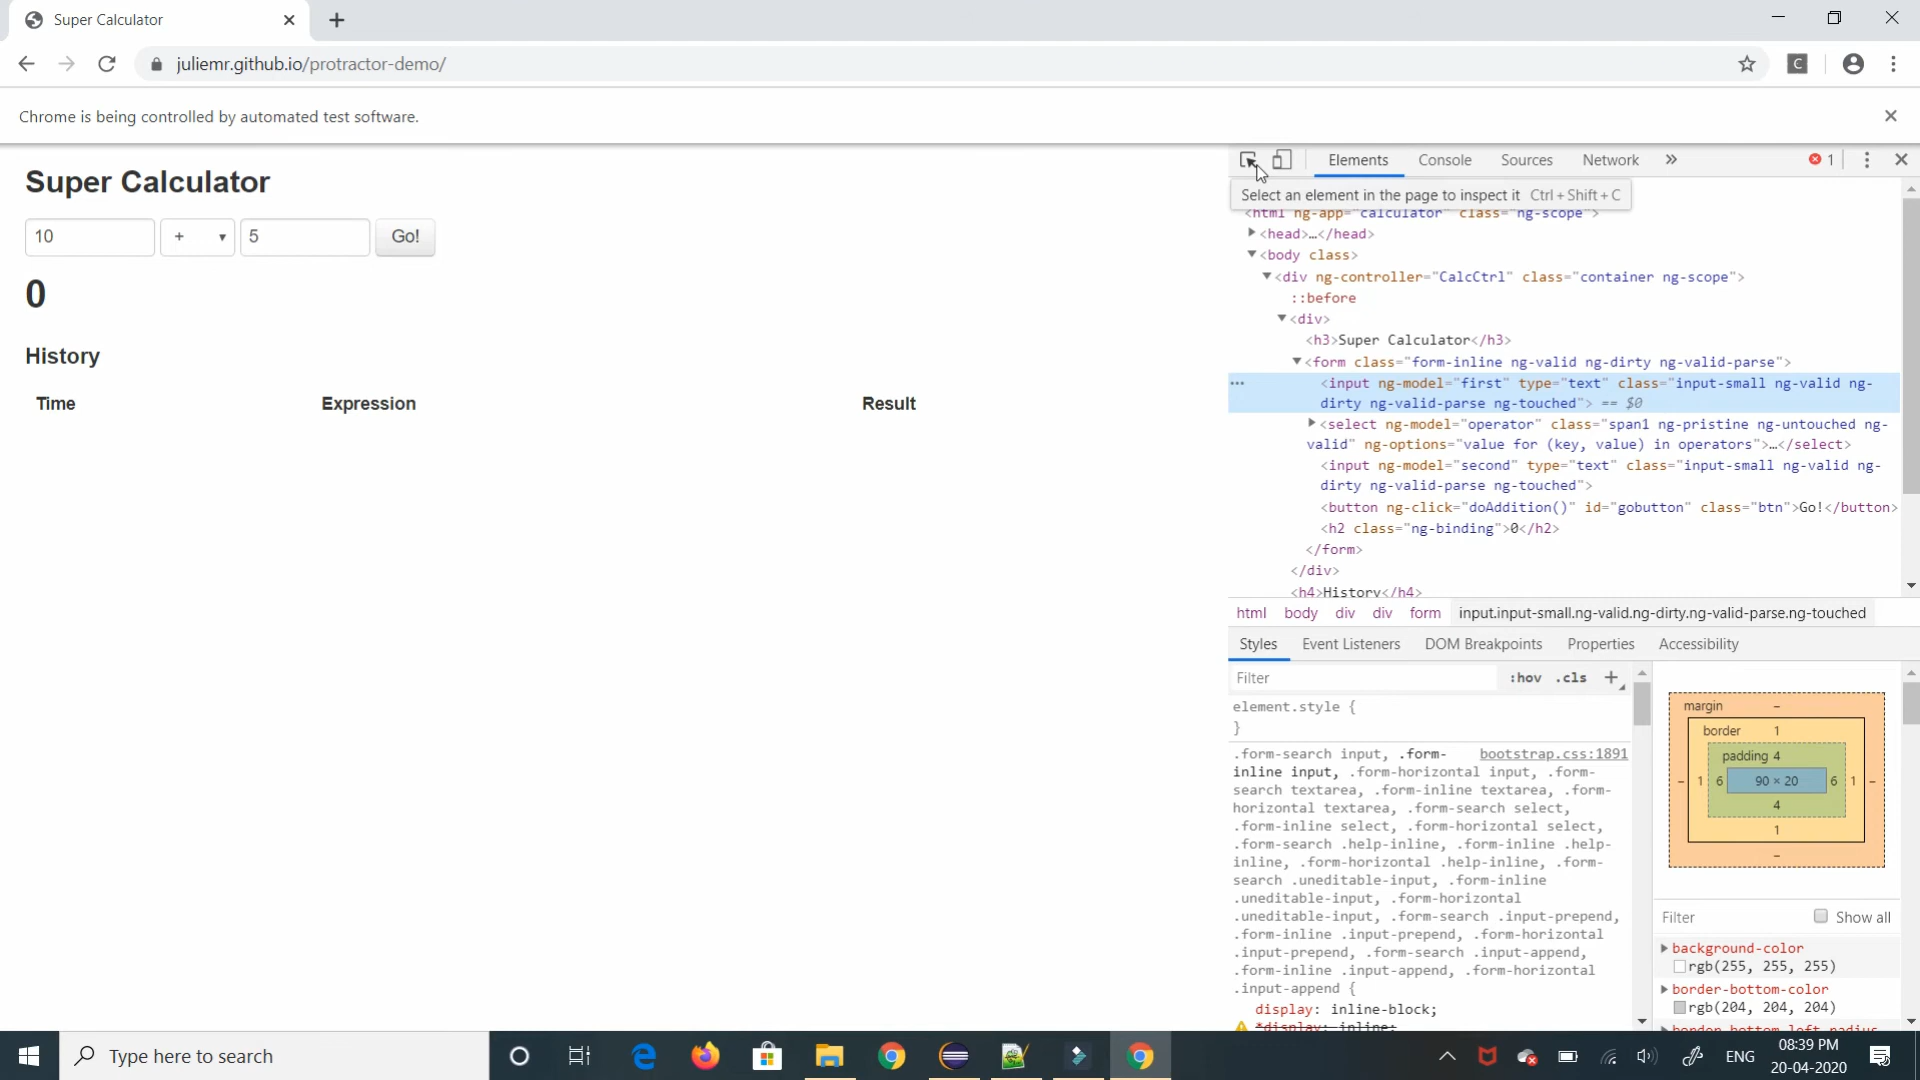 Super Calculator
juliemr.github.io/protractor-demo/
C
Chrome is being controlled by automated test software.
Super Calculator
10
+
5
Go!
0
History
Time Expression Result
Elements Console Sources Network » 1
Select an element in the page to inspect it Ctrl + Shift + C
<html ng-app="calculator" class="ng-scope">
<head>…</head>
<body class>
<div ng-controller="CalcCtrl" class="container ng-scope">
::before
<div>
<h3>Super Calculator</h3>
<form class="form-inline ng-valid ng-dirty ng-valid-parse">
<input ng-model="first" type="text" class="input-small ng-valid ng-
dirty ng-valid-parse ng-touched"> == $0
<select ng-model="operator" class="span1 ng-pristine ng-untouched ng-
valid" ng-options="value for (key, value) in operators">…</select>
<input ng-model="second" type="text" class="input-small ng-valid ng-
dirty ng-valid-parse ng-touched">
<button ng-click="doAddition()" id="gobutton" class="btn">Go!</button>
<h2 class="ng-binding">0</h2>
</form>
</div>
<h4>History</h4>
html body div div form input.input-small.ng-valid.ng-dirty.ng-valid-parse.ng-touched
Styles Event Listeners DOM Breakpoints Properties Accessibility
Filter :hov .cls +
element.style {
}
.form-search input, .form- bootstrap.css:1891
inline input, .form-horizontal input, .form-
search textarea, .form-inline textarea, .form-
horizontal textarea, .form-search select,
.form-inline select, .form-horizontal select,
.form-search .help-inline, .form-inline .help-
inline, .form-horizontal .help-inline, .form-
search .uneditable-input, .form-inline
.uneditable-input, .form-horizontal
.uneditable-input, .form-search .input-prepend,
.form-inline .input-prepend, .form-horizontal
.input-prepend, .form-search .input-append,
.form-inline .input-append, .form-horizontal
.input-append {
display: inline-block;
*display: inline;
margin –
border 1
padding 4
– 1 6 90 × 20 6 1 –
4
1
–
Filter Show all
background-color
rgb(255, 255, 255)
border-bottom-color
rgb(204, 204, 204)
border-bottom-left-radius
Type here to search
ENG
08:39 PM
20-04-2020